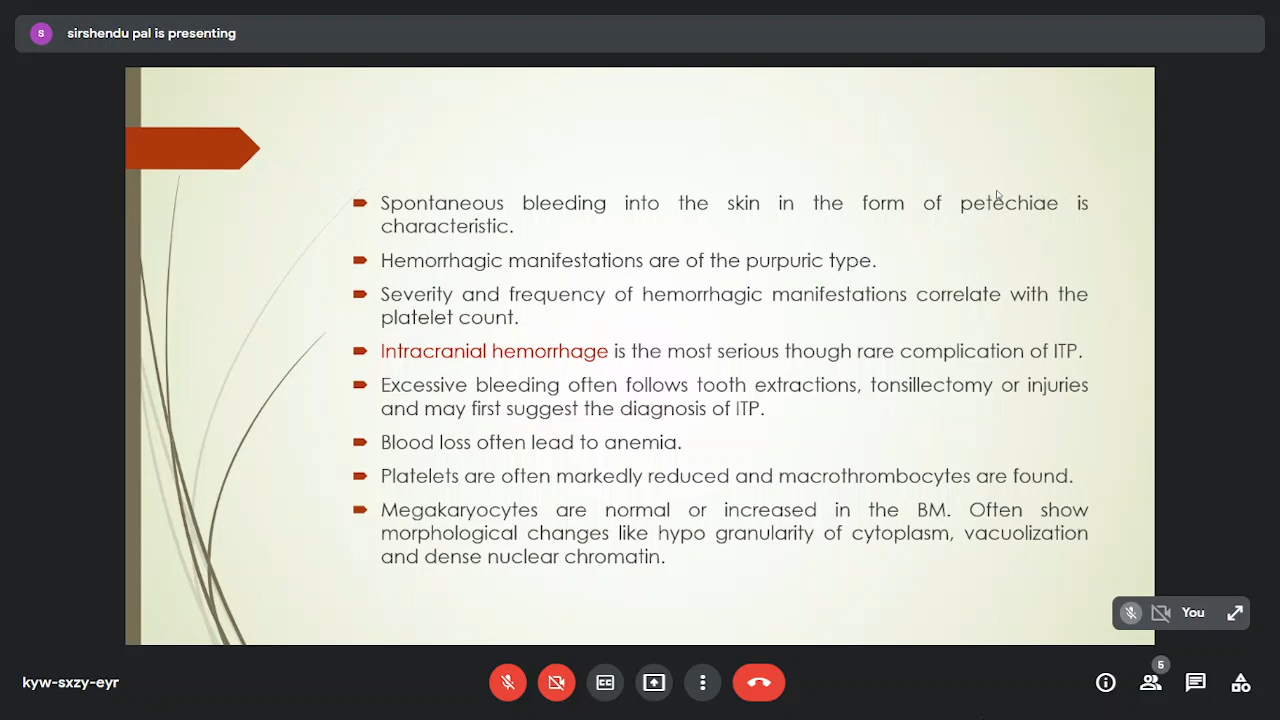 S
sirshendu pal is presenting
Spontaneous bleeding into the skin in the form of petechiae is
characteristic.
Hemorrhagic manifestations are of the purpuric type.
Severity and frequency of hemorrhagic manifestations correlate with the
platelet count.
Intracranial hemorrhage is the most serious though rare complication of ITP.
Excessive bleeding often follows tooth extractions, tonsillectomy or injuries
and may first suggest the diagnosis of ITP.
Blood loss often lead to anemia.
Platelets are often markedly reduced and macrothrombocytes are found.
Megakaryocytes are normal or increased in the BM. Often show
morphological changes like hypo granularity of cytoplasm, vacuolization
and dense nuclear chromatin.
You
kyw-sxzy-eyr
CC
5